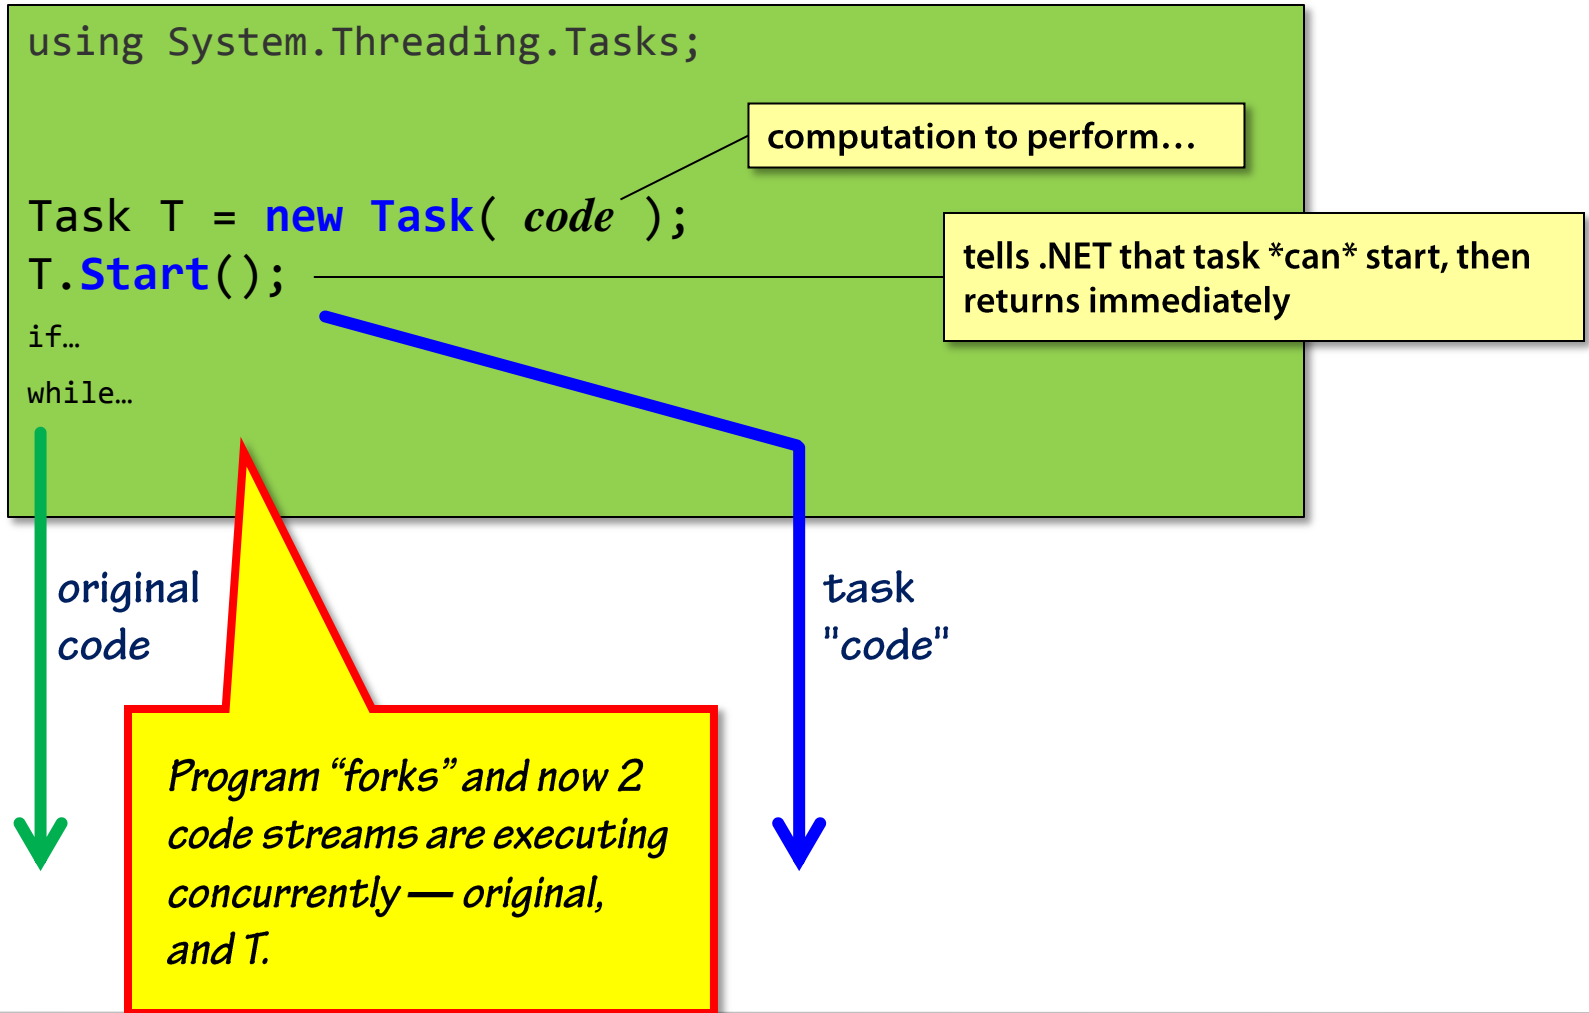 using System.Threading.Tasks;
computation to perform…
Task T = new Task( code );
T.Start();
tells .NET that task *can* start, then
returns immediately
if…
while…
original
code
task
"code"
Program “forks” and now 2
code streams are executing
concurrently — original,
and T.